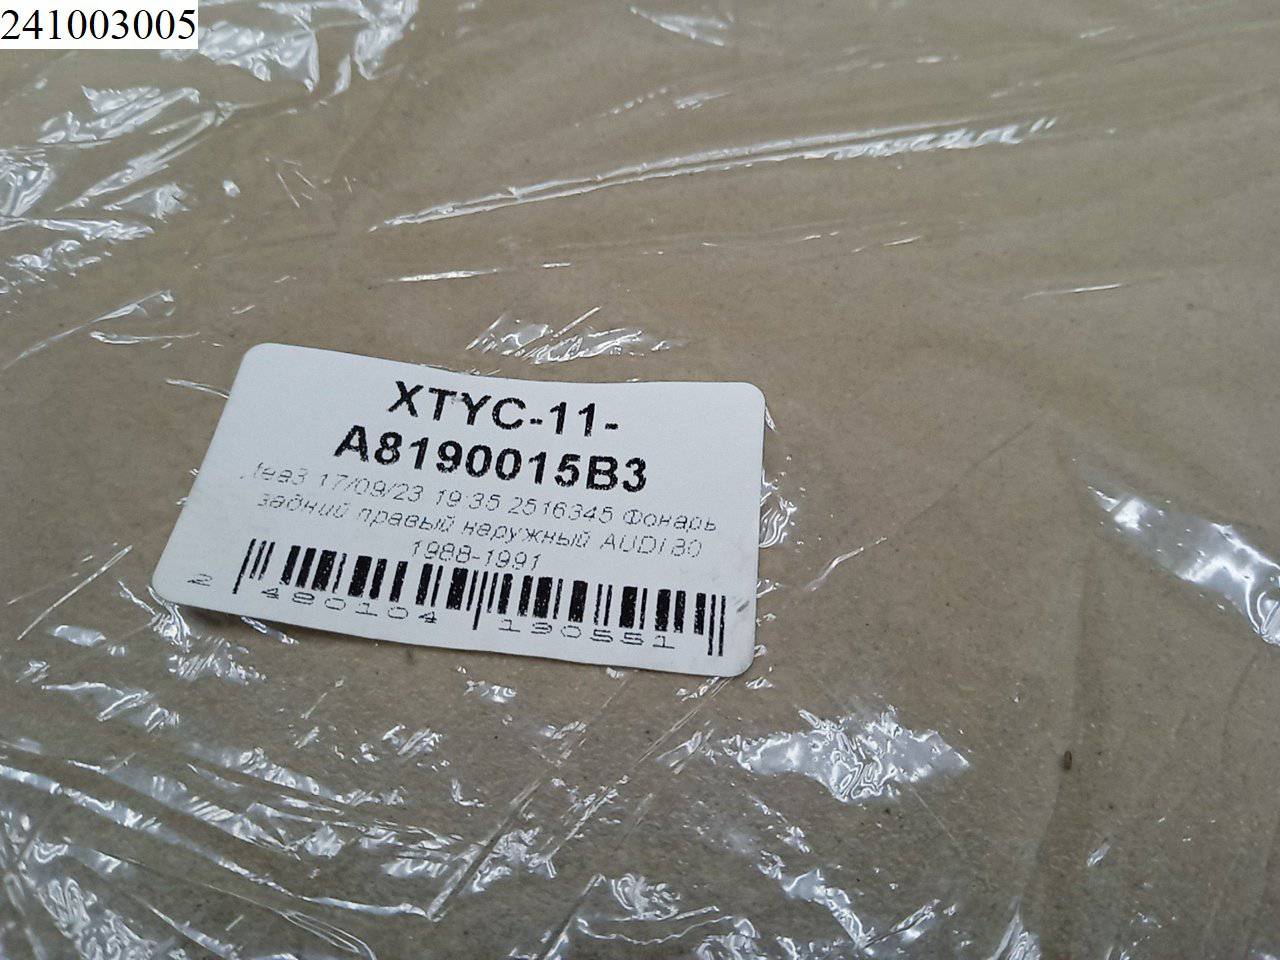 241003005
XTYC-11-
A8190015B3
17/09/23 19:35 2516345 Фонарь
задний правый наружный AUDI 80
1988-1991
2 480104 190551